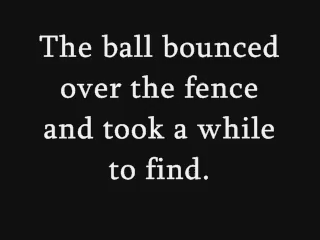 The ball bounced
over the fence
and took a while
to find.